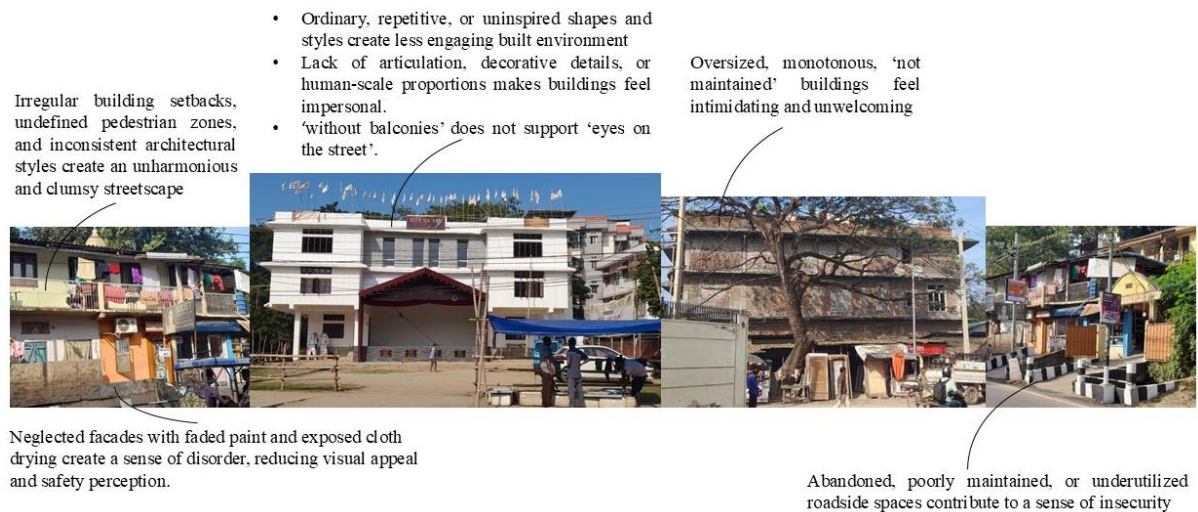 • Ordinary, repetitive, or uninspired shapes and
styles create less engaging built environment
• Lack of articulation, decorative details, or
human-scale proportions makes buildings feel
impersonal.
• ‘without balconies’ does not support ‘eyes on
the street’.
Oversized, monotonous, ‘not
maintained’ buildings feel
intimidating and unwelcoming
Irregular building setbacks,
undefined pedestrian zones,
and inconsistent architectural
styles create an unharmonious
and clumsy streetscape
Neglected facades with faded paint and exposed cloth
drying create a sense of disorder, reducing visual appeal
and safety perception.
Abandoned, poorly maintained, or underutilized
roadside spaces contribute to a sense of insecurity